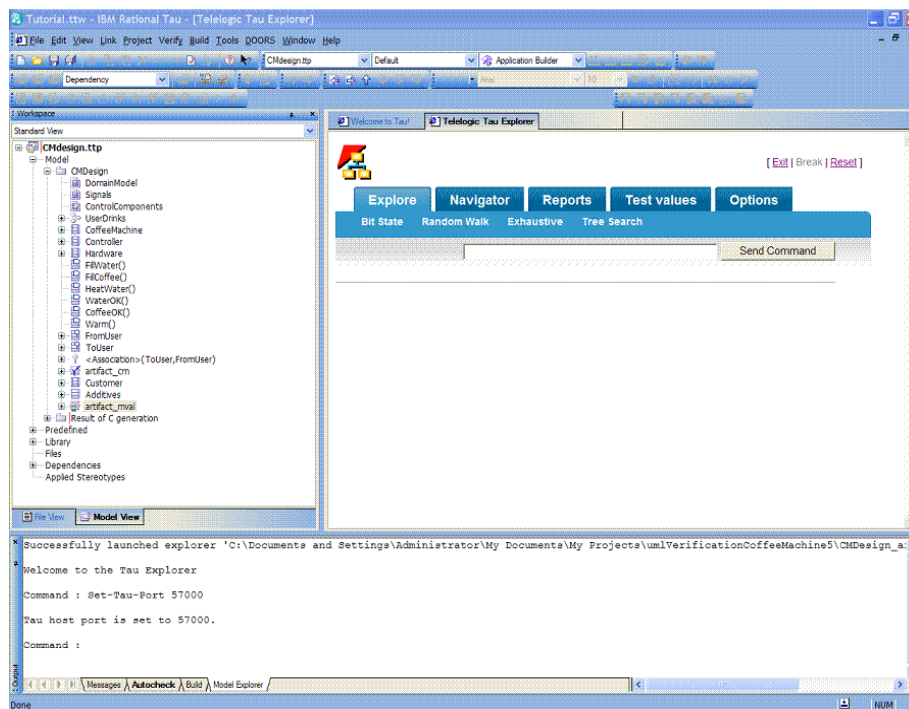 Tutorial.ttw - IBM Rational Tau - [Telelogic Tau Explorer]
File Edit View Link Project Verify Build Tools DOORS Window Help
CMdesign.ttp Default Application Builder
Dependency Arial 10
Workspace
Standard View
CMdesign.ttp
Model
CMDesign
DomainModel
Signals
ControlComponents
UserDrinks
CoffeeMachine
Controller
Hardware
FillWater()
FillCoffee()
HeatWater()
WaterOK()
CoffeeOK()
Warm()
FromUser
ToUser
<Association>(ToUser,FromUser)
artifact_cm
Customer
Additives
artifact_mval
Result of C generation
Predefined
Library
Files
Dependencies
Applied Stereotypes
File View Model View
Welcome to Tau! Telelogic Tau Explorer
[ Exit | Break | Reset ]
Explore Navigator Reports Test values Options
Bit State Random Walk Exhaustive Tree Search
Send Command
Successfully launched explorer 'C:\Documents and Settings\Administrator\My Documents\My Projects\umlVerificationCoffeeMachine5\CMDesign_a
Welcome to the Tau Explorer
Command : Set-Tau-Port 57000
Tau host port is set to 57000.
Command :
Output
Messages Autocheck Build Model Explorer
Done NUM